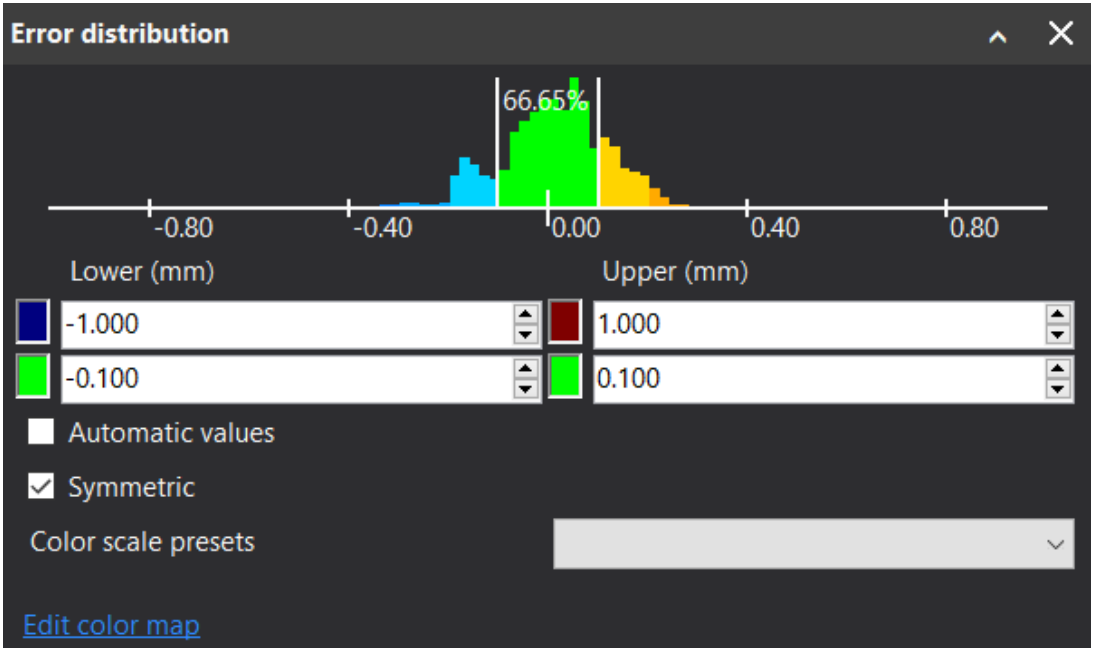 Error distribution
66.65%
-0.80 -0.40 0.00 0.40 0.80
Lower (mm) Upper (mm)
-1.000 1.000
-0.100 0.100
Automatic values
Symmetric
Color scale presets
Edit color map